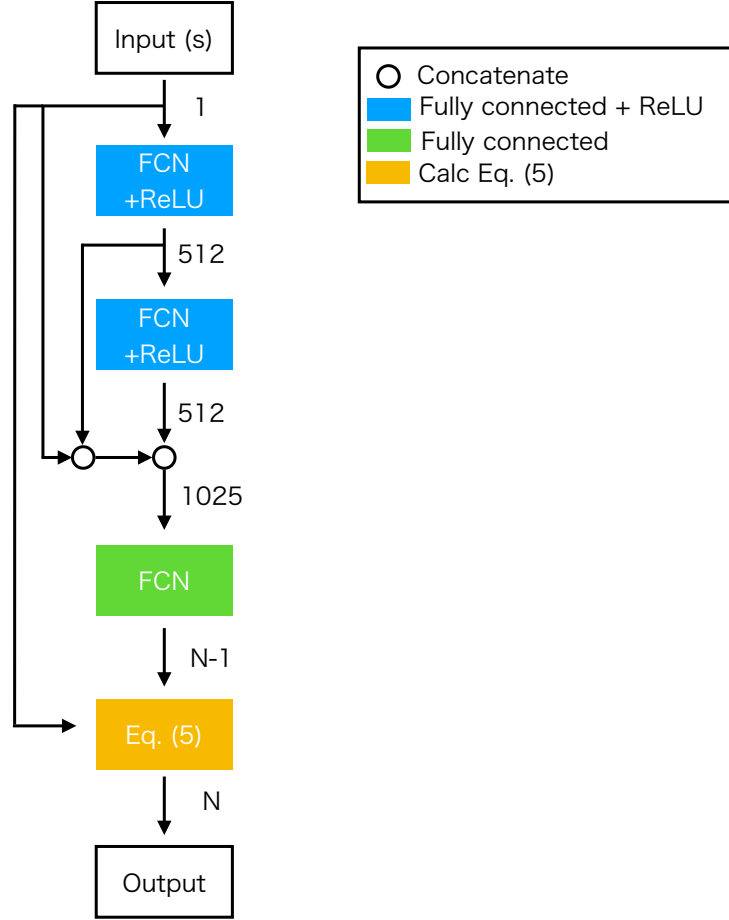 Input (s)
1
FCN
+ReLU
512
FCN
+ReLU
512
1025
FCN
N-1
Eq. (5)
N
Output
Concatenate
Fully connected + ReLU
Fully connected
Calc Eq. (5)